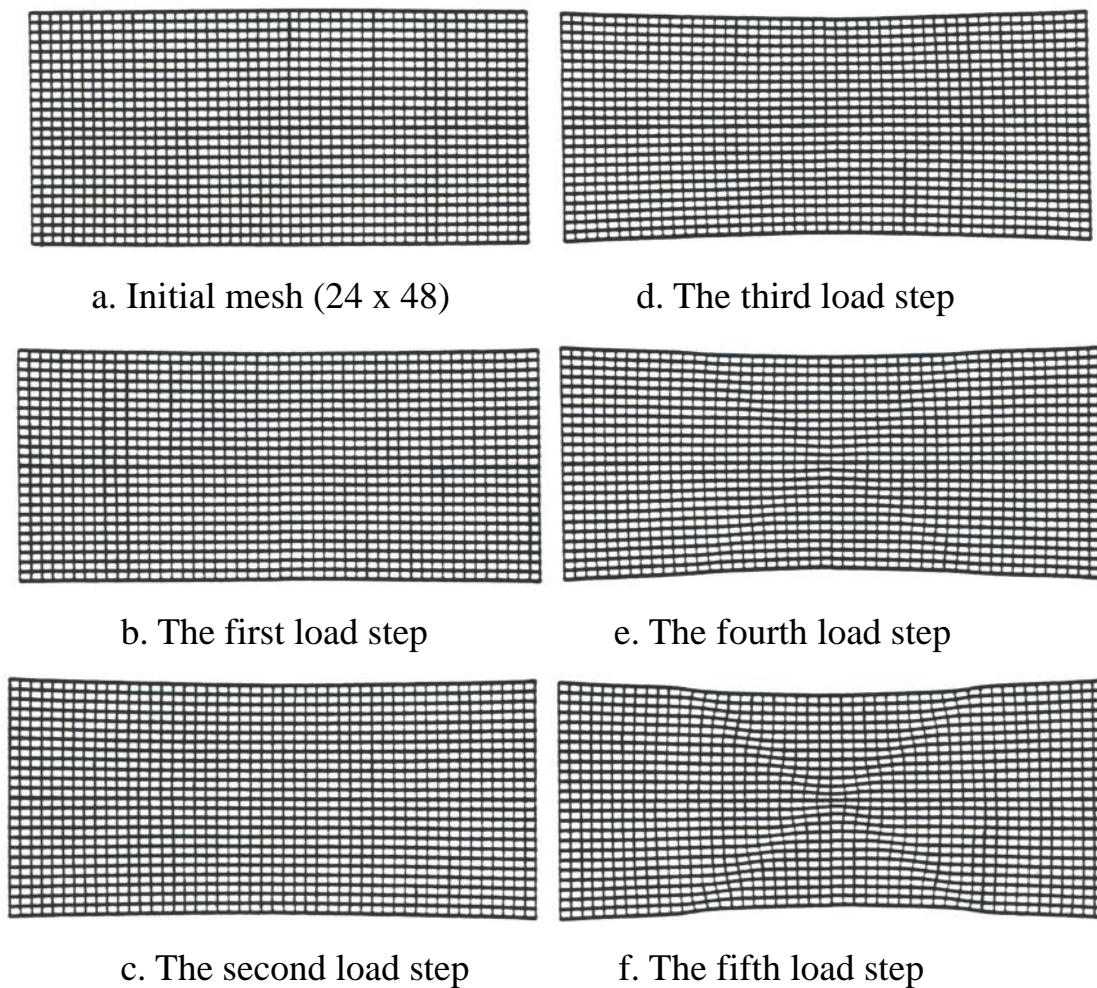 a. Initial mesh (24 x 48)
d. The third load step
b. The first load step
e. The fourth load step
c. The second load step
f. The fifth load step